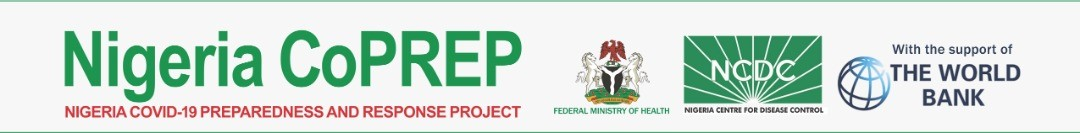 Nigeria CoPREP
NIGERIA COVID-19 PREPAREDNESS AND RESPONSE PROJECT
FEDERAL MINISTRY OF HEALTH
NCDC
NIGERIA CENTRE FOR DISEASE CONTROL
With the support of
THE WORLD
BANK